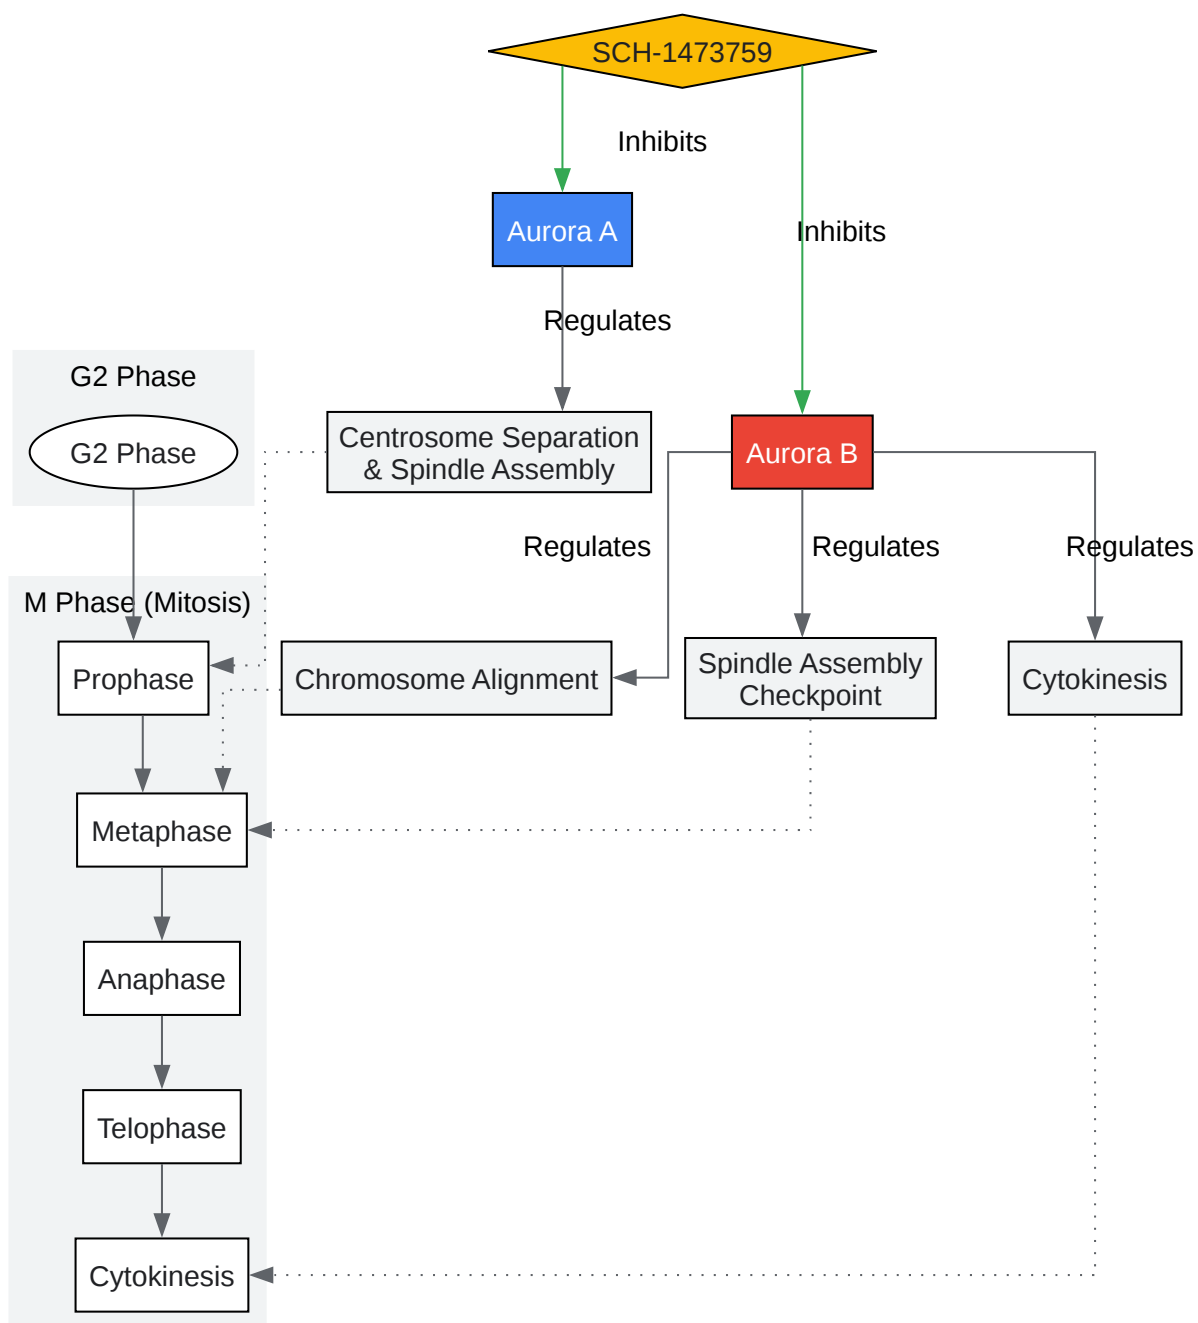 SCH-1473759
Inhibits
Aurora A
Inhibits
Regulates
G2 Phase
G2 Phase
Centrosome Separation
& Spindle Assembly
Aurora B
Regulates
Regulates
Regulates
M Phase (Mitosis)
Prophase
Chromosome Alignment
Spindle Assembly
Checkpoint
Cytokinesis
Metaphase
Anaphase
Telophase
Cytokinesis